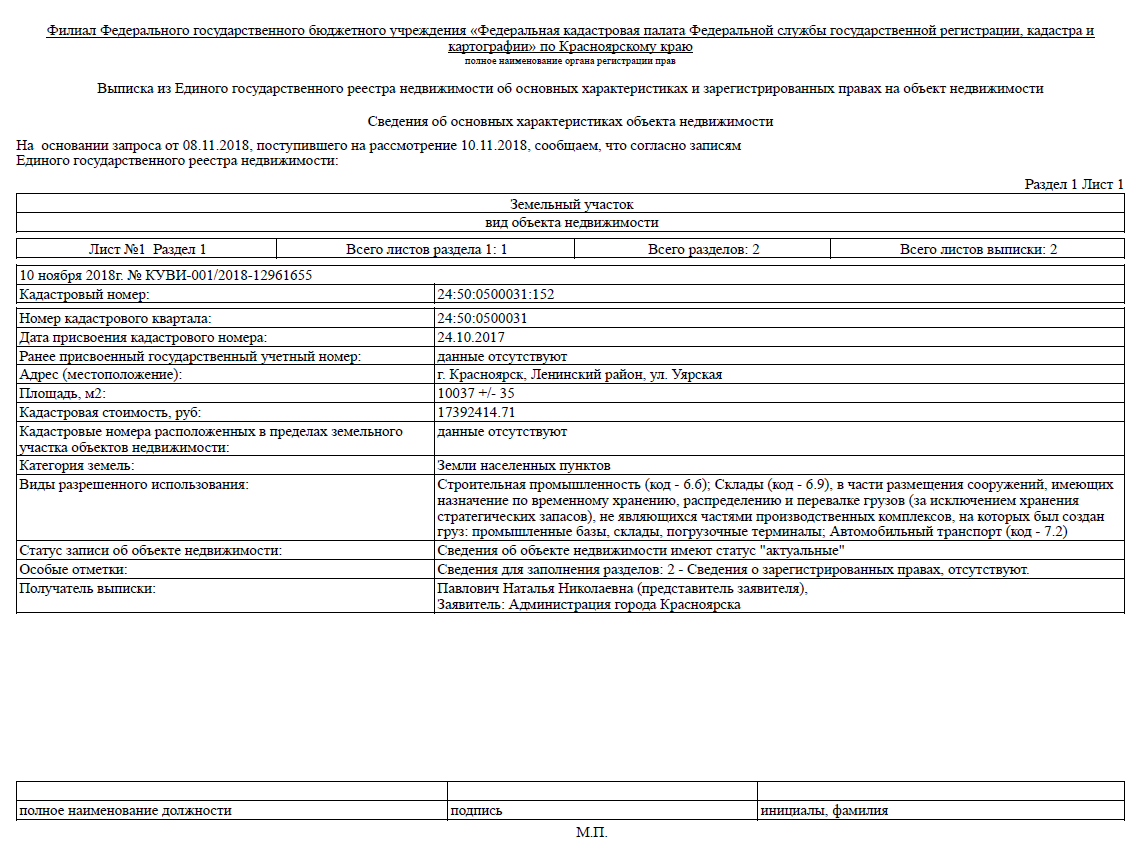 Филиал Федерального государственного бюджетного учреждения «Федеральная кадастровая палата Федеральной службы государственной регистрации, кадастра и
картографии» по Красноярскому краю
полное наименование органа регистрации прав
Выписка из Единого государственного реестра недвижимости об основных характеристиках и зарегистрированных правах на объект недвижимости
Сведения об основных характеристиках объекта недвижимости
На основании запроса от 08.11.2018, поступившего на рассмотрение 10.11.2018, сообщаем, что согласно записям
Единого государственного реестра недвижимости:
Раздел 1 Лист 1
Земельный участок
вид объекта недвижимости
Лист №1 Раздел 1 Всего листов раздела 1: 1 Всего разделов: 2 Всего листов выписки: 2
10 ноября 2018г. № КУВИ-001/2018-12961655
Кадастровый номер: 24:50:0500031:152
Номер кадастрового квартала: 24:50:0500031
Дата присвоения кадастрового номера: 24.10.2017
Ранее присвоенный государственный учетный номер: данные отсутствуют
Адрес (местоположение): г. Красноярск, Ленинский район, ул. Уярская
Площадь, м2: 10037 +/- 35
Кадастровая стоимость, руб: 17392414.71
Кадастровые номера расположенных в пределах земельного данные отсутствуют
участка объектов недвижимости:
Категория земель: Земли населенных пунктов
Виды разрешенного использования: Строительная промышленность (код - 6.6); Склады (код - 6.9), в части размещения сооружений, имеющих
назначение по временному хранению, распределению и перевалке грузов (за исключением хранения
стратегических запасов), не являющихся частями производственных комплексов, на которых был создан
груз: промышленные базы, склады, погрузочные терминалы; Автомобильный транспорт (код - 7.2)
Статус записи об объекте недвижимости: Сведения об объекте недвижимости имеют статус "актуальные"
Особые отметки: Сведения для заполнения разделов: 2 - Сведения о зарегистрированных правах, отсутствуют.
Получатель выписки: Павлович Наталья Николаевна (представитель заявителя),
Заявитель: Администрация города Красноярска
полное наименование должности подпись инициалы, фамилия
М.П.